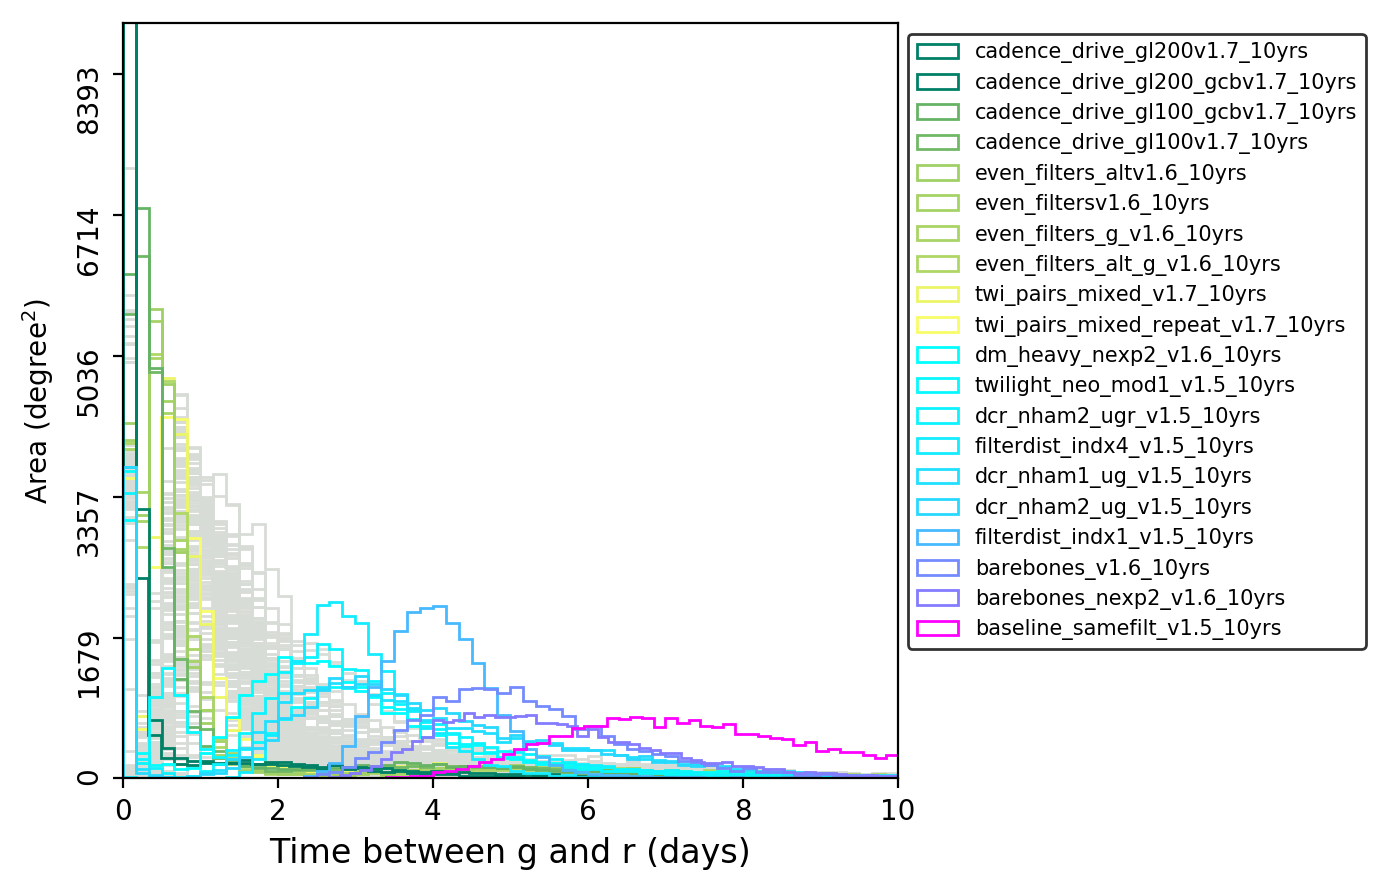 8393
6714
5036
3357
1679
0
Area (degree²)
0 2 4 6 8 10
Time between g and r (days)
cadence_drive_gl200v1.7_10yrs
cadence_drive_gl200_gcbv1.7_10yrs
cadence_drive_gl100_gcbv1.7_10yrs
cadence_drive_gl100v1.7_10yrs
even_filters_altv1.6_10yrs
even_filtersv1.6_10yrs
even_filters_g_v1.6_10yrs
even_filters_alt_g_v1.6_10yrs
twi_pairs_mixed_v1.7_10yrs
twi_pairs_mixed_repeat_v1.7_10yrs
dm_heavy_nexp2_v1.6_10yrs
twilight_neo_mod1_v1.5_10yrs
dcr_nham2_ugr_v1.5_10yrs
filterdist_indx4_v1.5_10yrs
dcr_nham1_ug_v1.5_10yrs
dcr_nham2_ug_v1.5_10yrs
filterdist_indx1_v1.5_10yrs
barebones_v1.6_10yrs
barebones_nexp2_v1.6_10yrs
baseline_samefilt_v1.5_10yrs